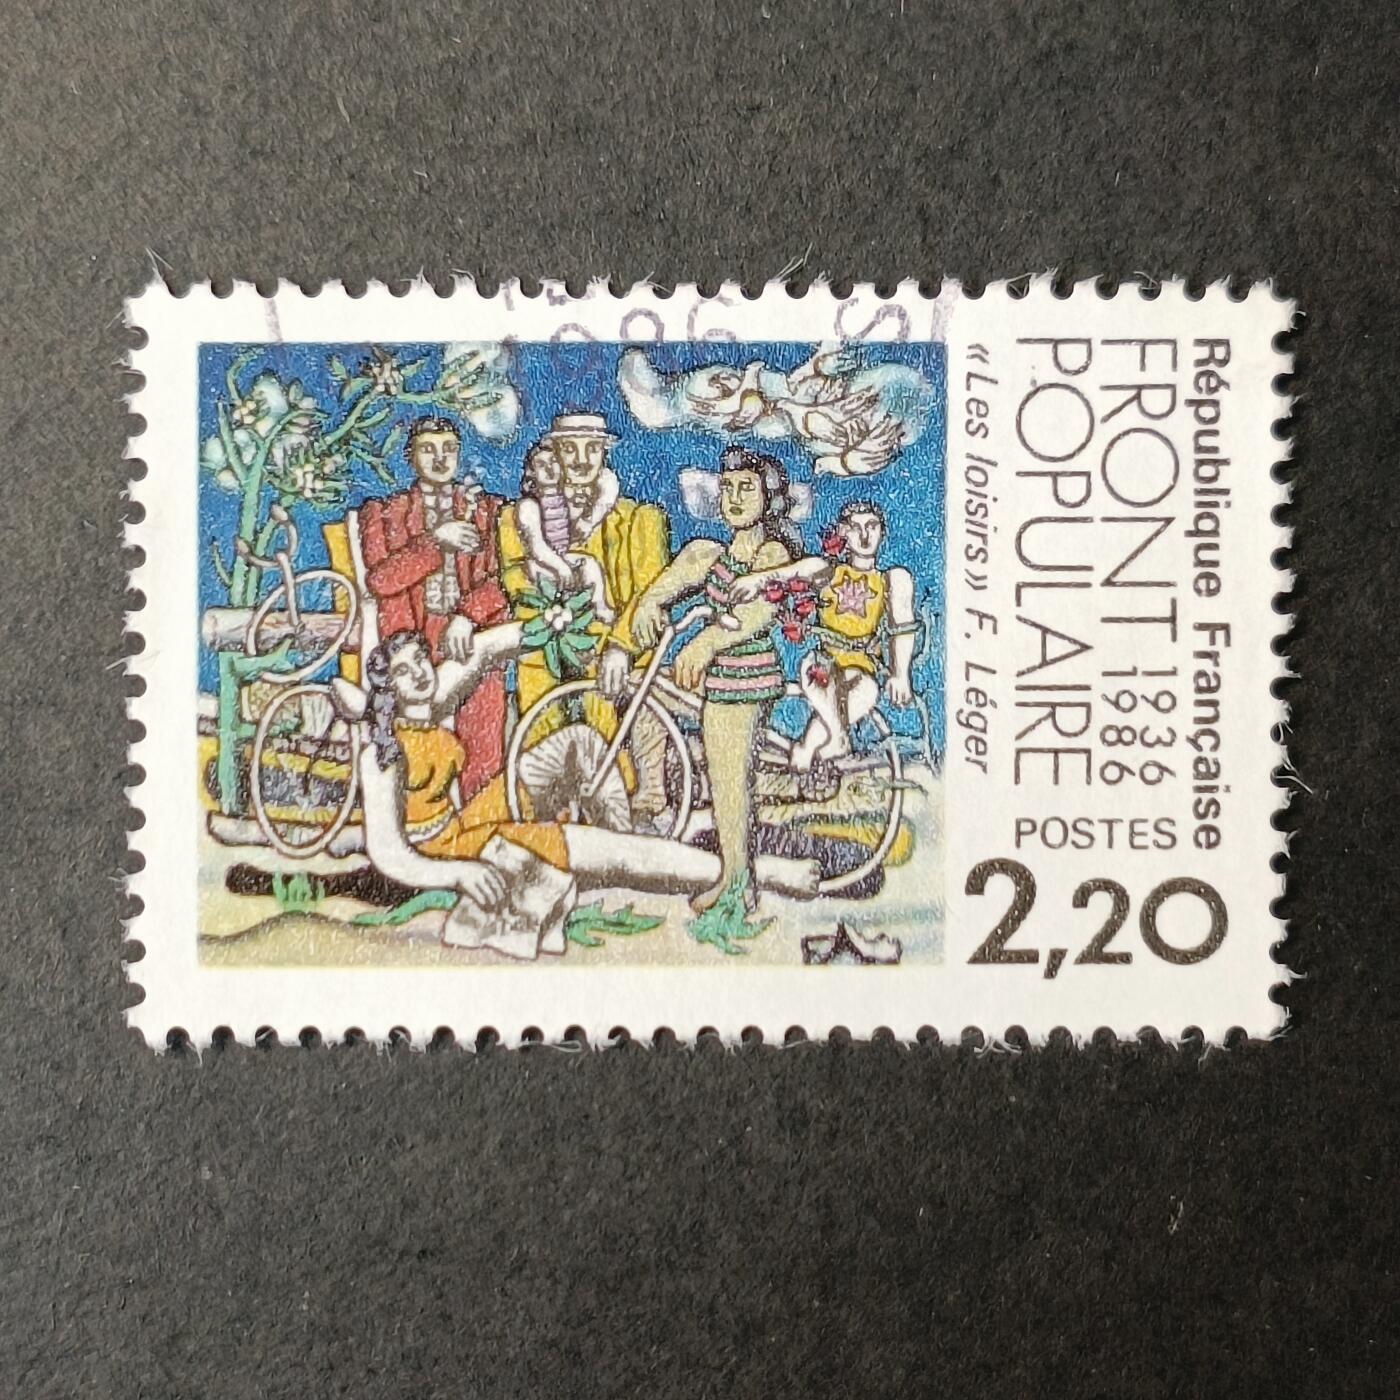 République Française
FRONT 1936
POPULAIRE 1986
«Les loisirs» F. Léger
POSTES
2,20